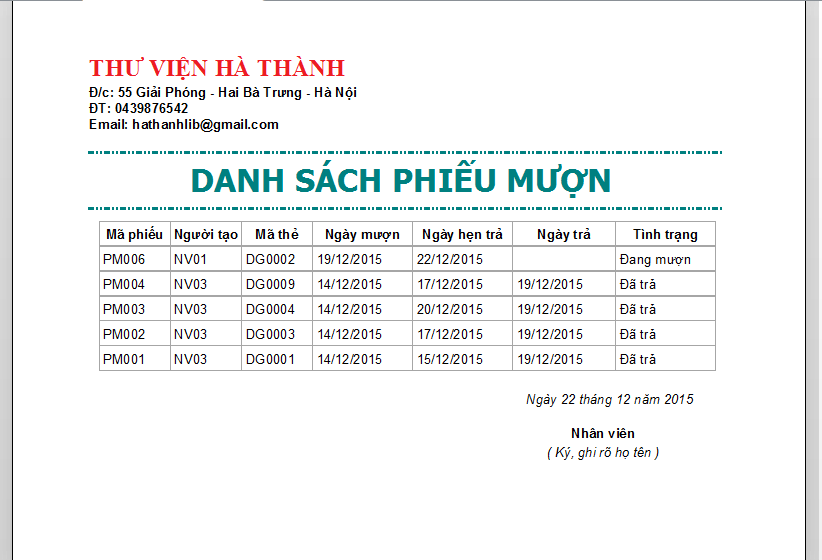 THƯ VIỆN HÀ THÀNH
Đ/c: 55 Giải Phóng - Hai Bà Trưng - Hà Nội
ĐT: 0439876542
Email: hathanhlib@gmail.com
DANH SÁCH PHIẾU MƯỢN
Mã phiếu Người tạo Mã thẻ Ngày mượn Ngày hẹn trả Ngày trả Tình trạng
PM006 NV01 DG0002 19/12/2015 22/12/2015 Đang mượn
PM004 NV03 DG0009 14/12/2015 17/12/2015 19/12/2015 Đã trả
PM003 NV03 DG0004 14/12/2015 20/12/2015 19/12/2015 Đã trả
PM002 NV03 DG0003 14/12/2015 17/12/2015 19/12/2015 Đã trả
PM001 NV03 DG0001 14/12/2015 15/12/2015 19/12/2015 Đã trả
Ngày 22 tháng 12 năm 2015
Nhân viên
( Ký, ghi rõ họ tên )